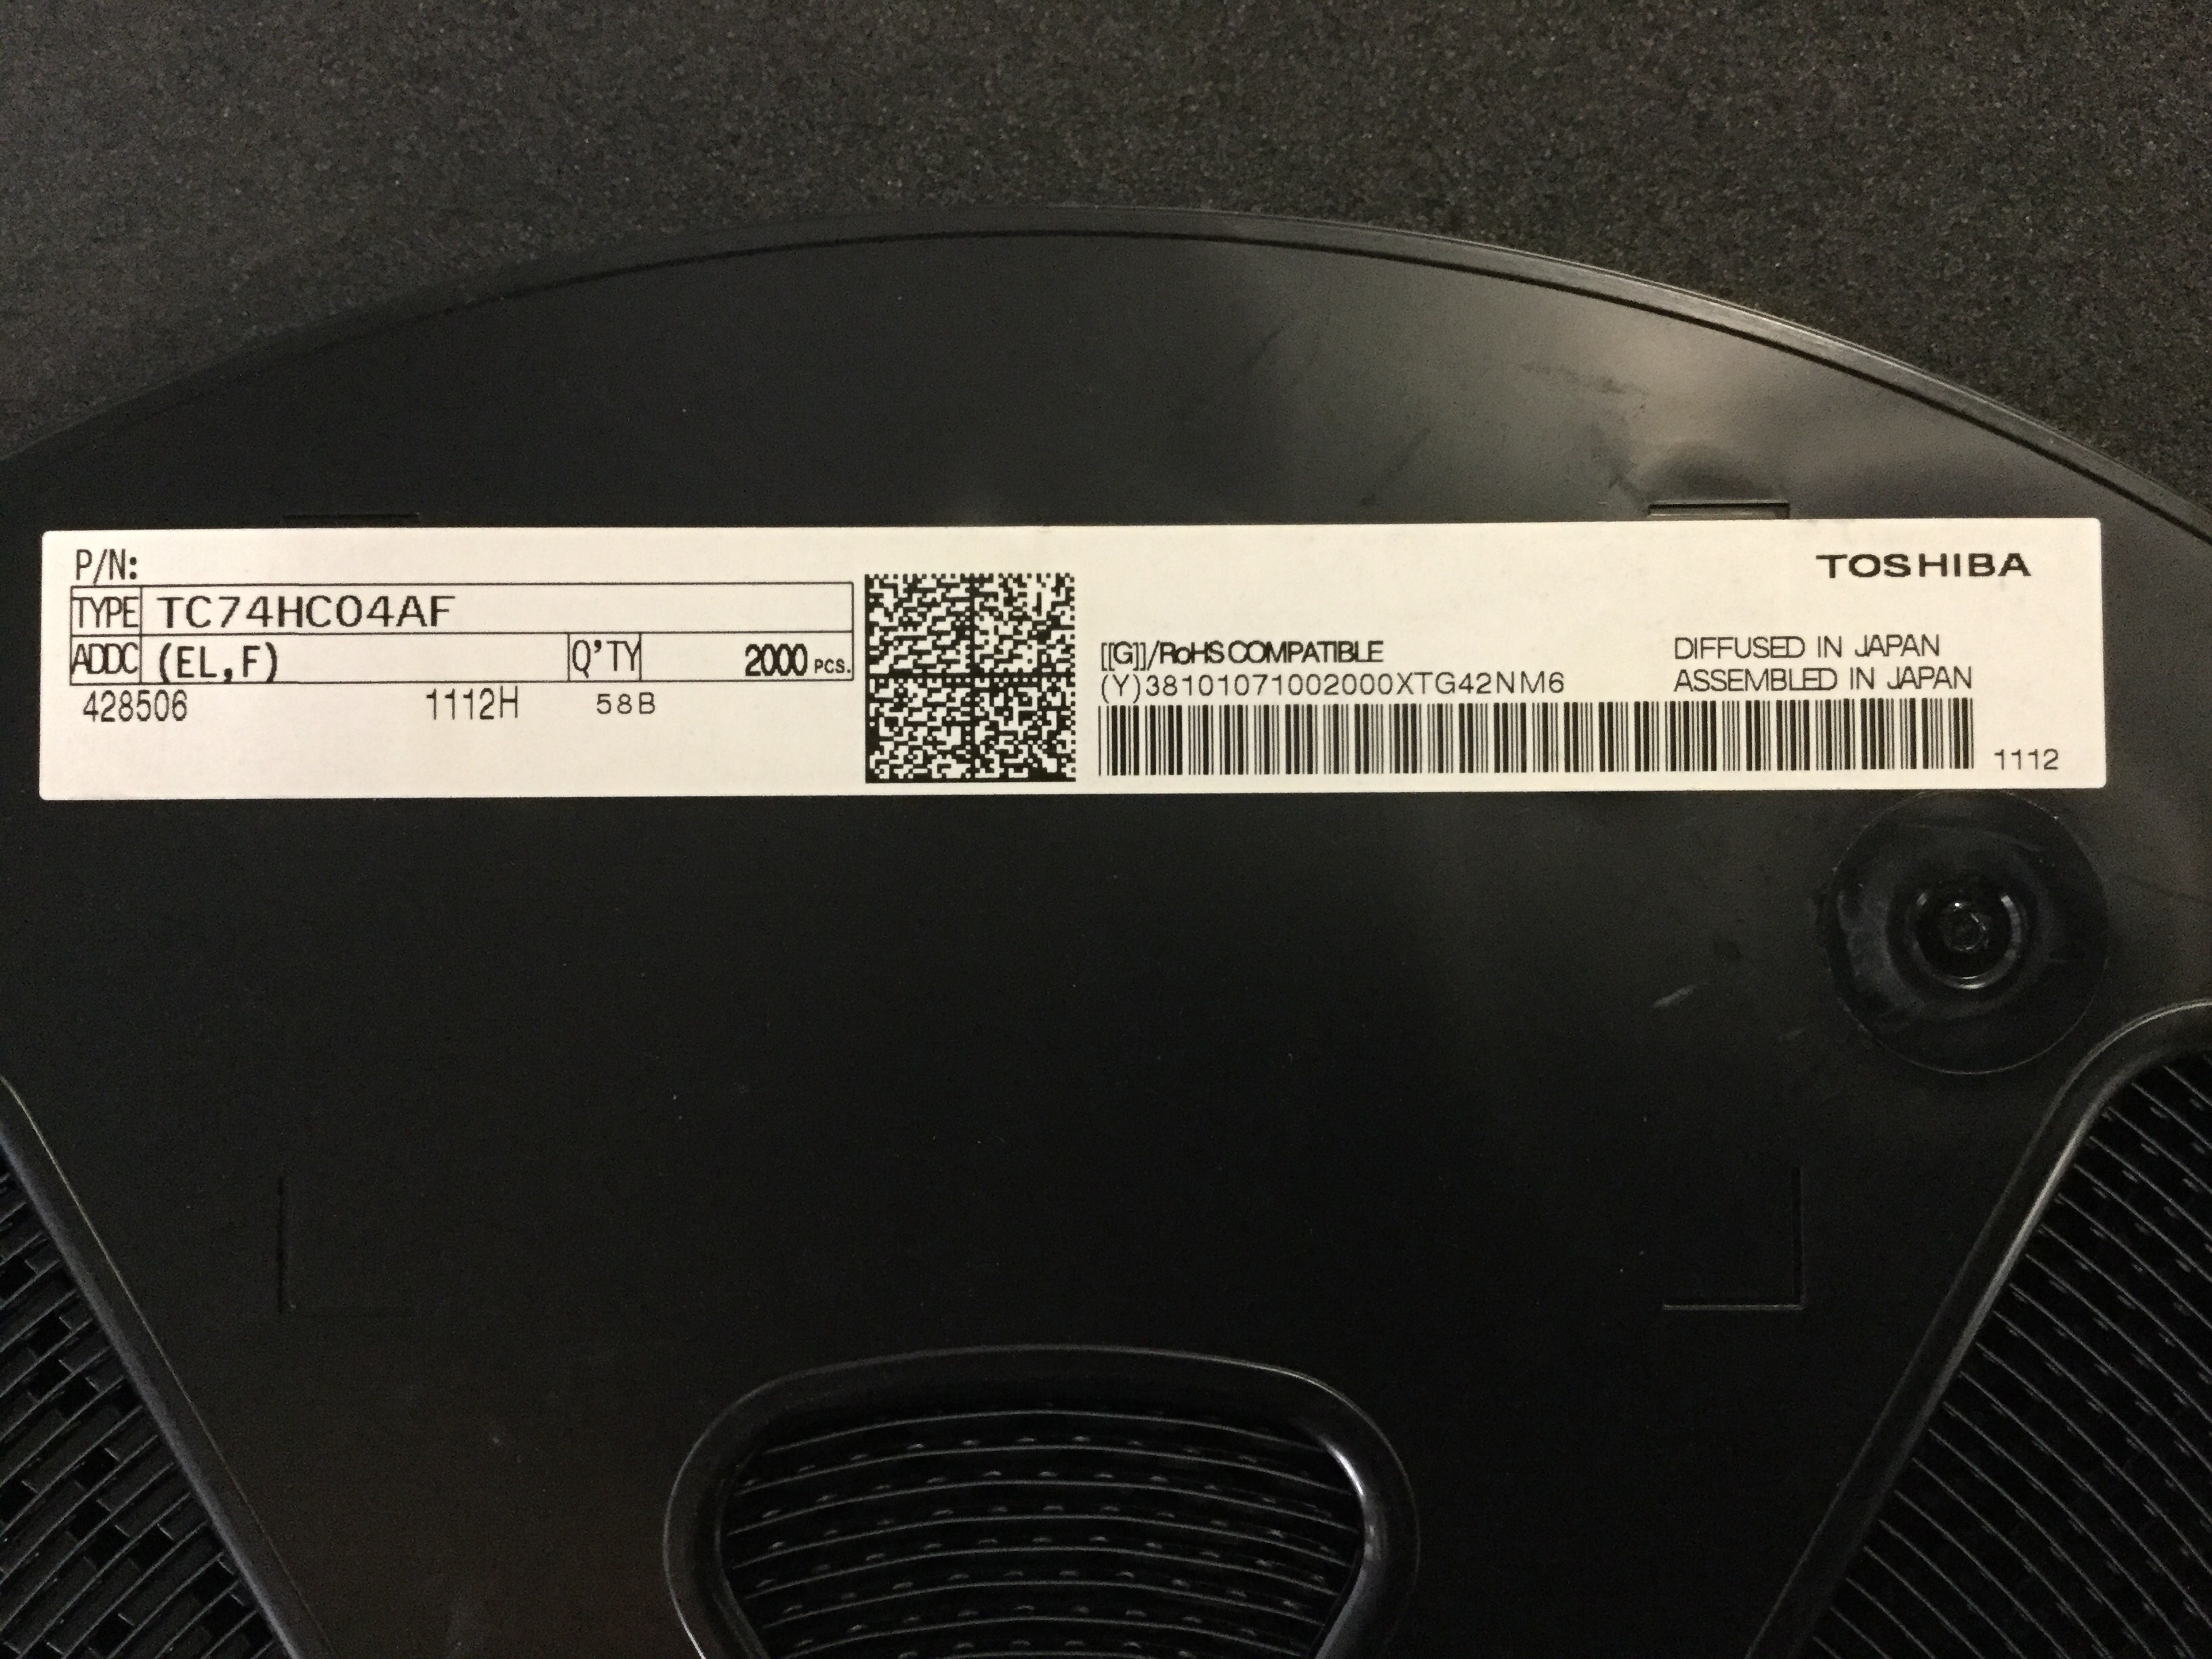 P/N:
TOSHIBA
TYPE TC74HC04AF
ADDC (EL,F) Q'TY 2000 PCS.
428506 1112H 58B
[[G]]/RoHS COMPATIBLE
(Y)38101071002000XTG42NM6
DIFFUSED IN JAPAN
ASSEMBLED IN JAPAN
1112